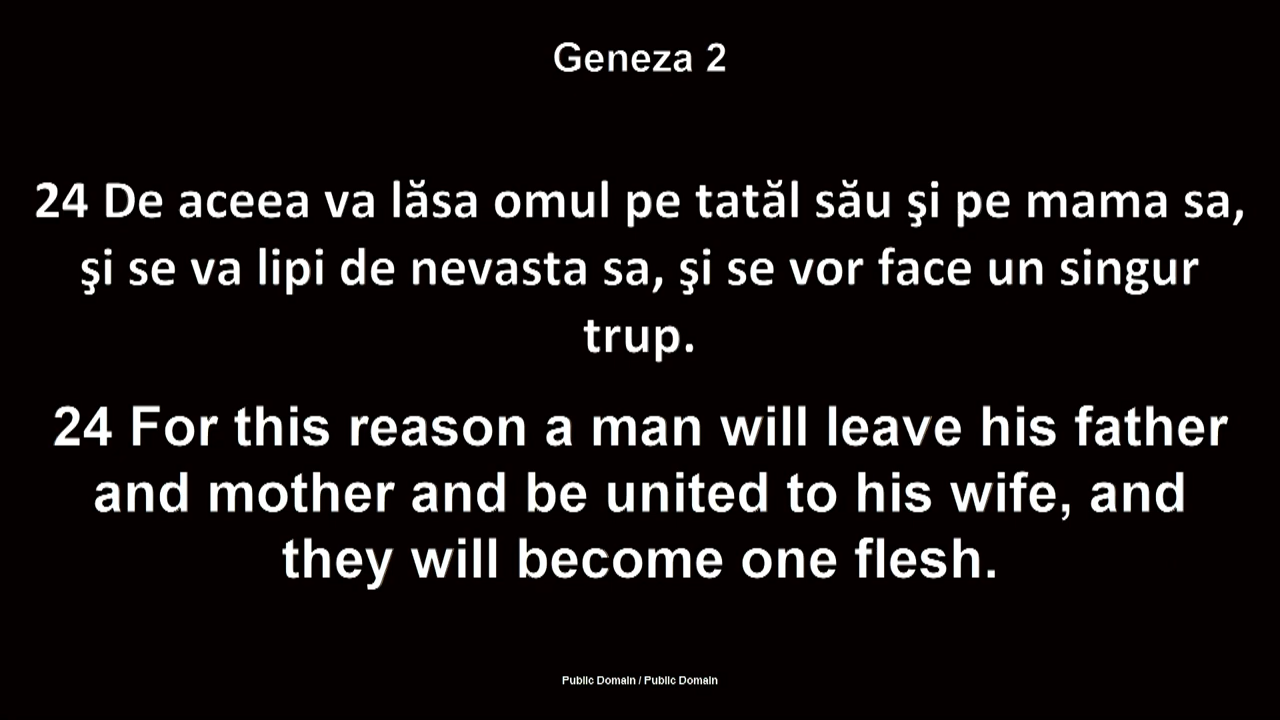 Geneza 2
24 De aceea va lăsa omul pe tatăl său şi pe mama sa,
şi se va lipi de nevasta sa, şi se vor face un singur
trup.
24 For this reason a man will leave his father
and mother and be united to his wife, and
they will become one flesh.
Public Domain / Public Domain